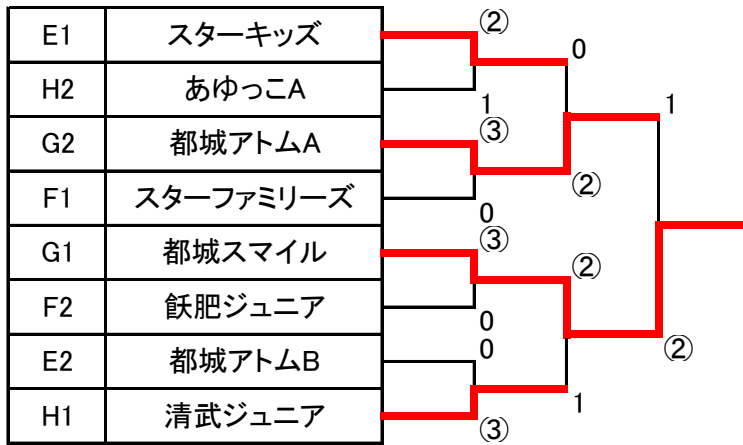 E1 スターキッズ ② 0
H2 あゆっこA 1 1
G2 都城アトムA ③
F1 スターファミリーズ 0 ②
G1 都城スマイル ③ ②
F2 飫肥ジュニア 0
E2 都城アトムB 0 ②
H1 清武ジュニア ③ 1